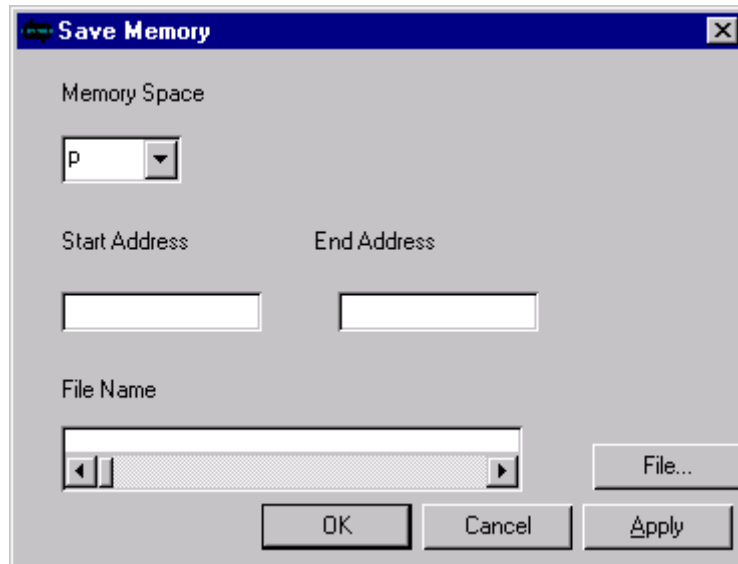 Save Memory
Memory Space
p
Start Address End Address
File Name
File...
OK Cancel Apply